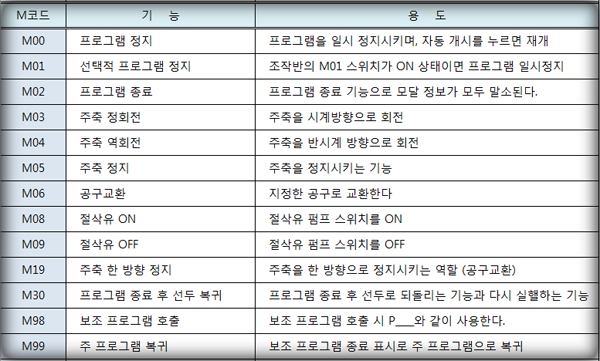 M코드 기 능 용 도
M00 프로그램 정지 프로그램을 일시 정지시키며, 자동 개시를 누르면 재개
M01 선택적 프로그램 정지 조작반의 M01 스위치가 ON 상태이면 프로그램 일시정지
M02 프로그램 종료 프로그램 종료 기능으로 모달 정보가 모두 말소된다.
M03 주축 정회전 주축을 시계방향으로 회전
M04 주축 역회전 주축을 반시계 방향으로 회전
M05 주축 정지 주축을 정지시키는 기능
M06 공구교환 지정한 공구로 교환한다
M08 절삭유 ON 절삭유 펌프 스위치를 ON
M09 절삭유 OFF 절삭유 펌프 스위치를 OFF
M19 주축 한 방향 정지 주축을 한 방향으로 정지시키는 역할 (공구교환)
M30 프로그램 종료 후 선두 복귀 프로그램 종료 후 선두로 되돌리는 기능과 다시 실핼하는 기능
M98 보조 프로그램 호출 보조 프로그램 호출 시 P___와 같이 사용한다.
M99 주 프로그램 복귀 보조 프로그램 종료 표시로 주 프로그램으로 복귀